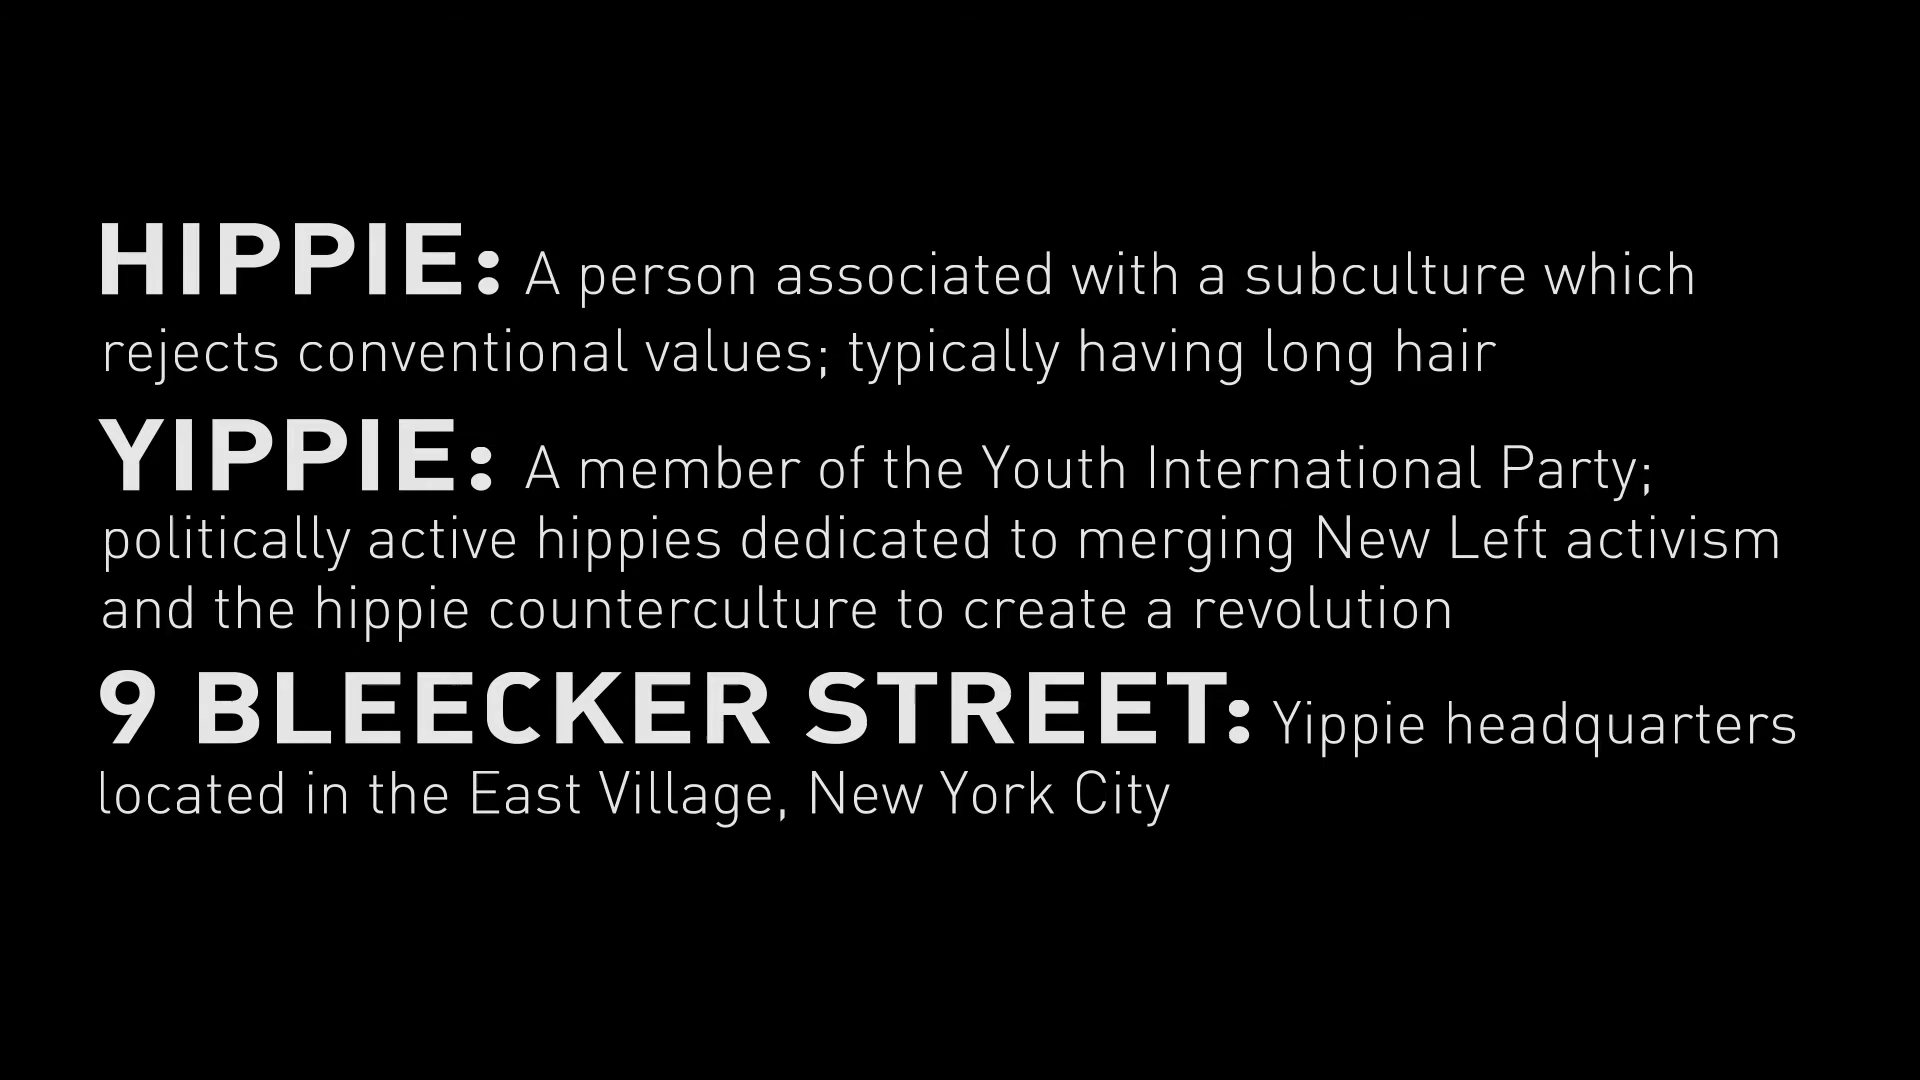 HIPPIE: A person associated with a subculture which
rejects conventional values; typically having long hair
YIPPIE: A member of the Youth International Party;
politically active hippies dedicated to merging New Left activism
and the hippie counterculture to create a revolution
9 BLEECKER STREET: Yippie headquarters
located in the East Village, New York City